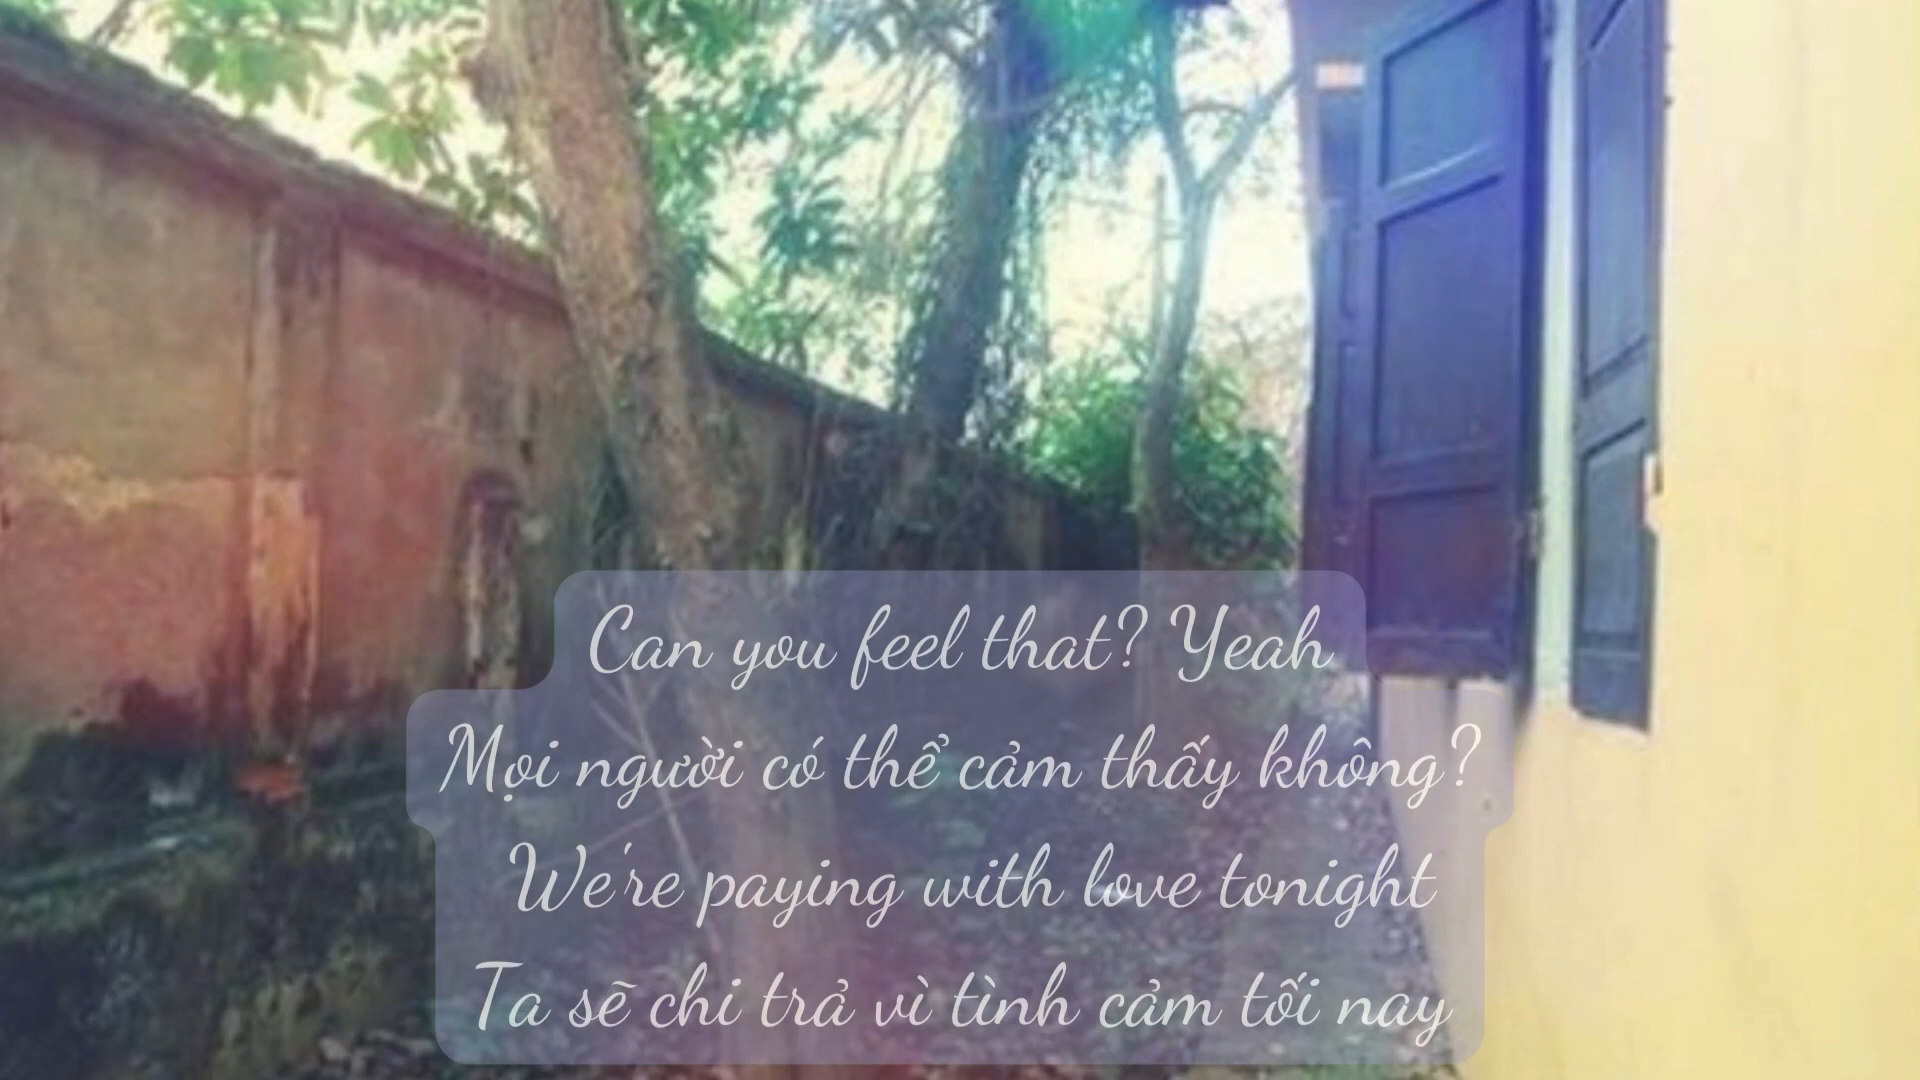 Can you feel that? Yeah
Mọi người có thể cảm thấy không?
We're paying with love tonight
Ta sẽ chi trả vì tình cảm tối nay